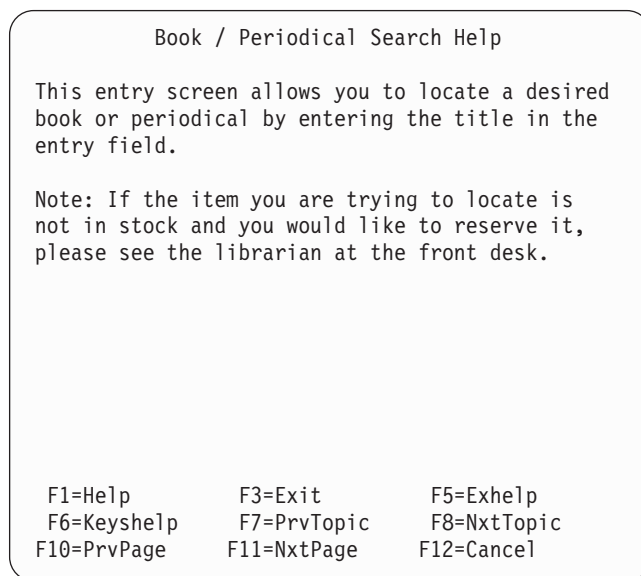 Book / Periodical Search Help
This entry screen allows you to locate a desired
book or periodical by entering the title in the
entry field.
Note: If the item you are trying to locate is
not in stock and you would like to reserve it,
please see the librarian at the front desk.
F1=Help F3=Exit F5=Exhelp
F6=Keyshelp F7=PrvTopic F8=NxtTopic
F10=PrvPage F11=NxtPage F12=Cancel